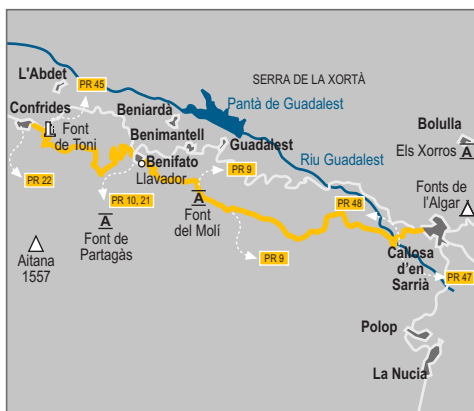 L'Abdet
PR 45
SERRA DE LA XORTÀ
Confrides
Beniardà
Pantà de Guadalest
Font
de Toni
Benimantell
Guadalest
Bolulla
Els Xorros
A
Benifato
Llavador
PR 9
Riu Guadalest
Fonts de
l'Algar
PR 22
PR 10, 21
A
Font
del Molí
PR 48
A
Font de
Partagàs
Aitana
1557
PR 9
Callosa
d'en
Sarrià
PR 47
Polop
La Nucia